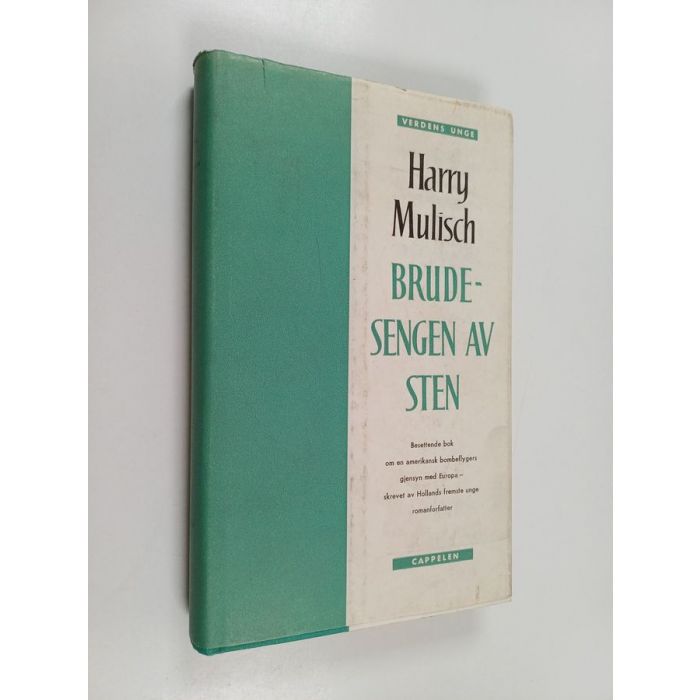 VERDENS UNGE
Harry
Mulisch
BRUDE-
SENGEN AV
STEN
Besettende bok
om en amerikansk bombeflygers
gjensyn med Europa –
skrevet av Hollands fremste unge
romanforfatter
CAPPELEN